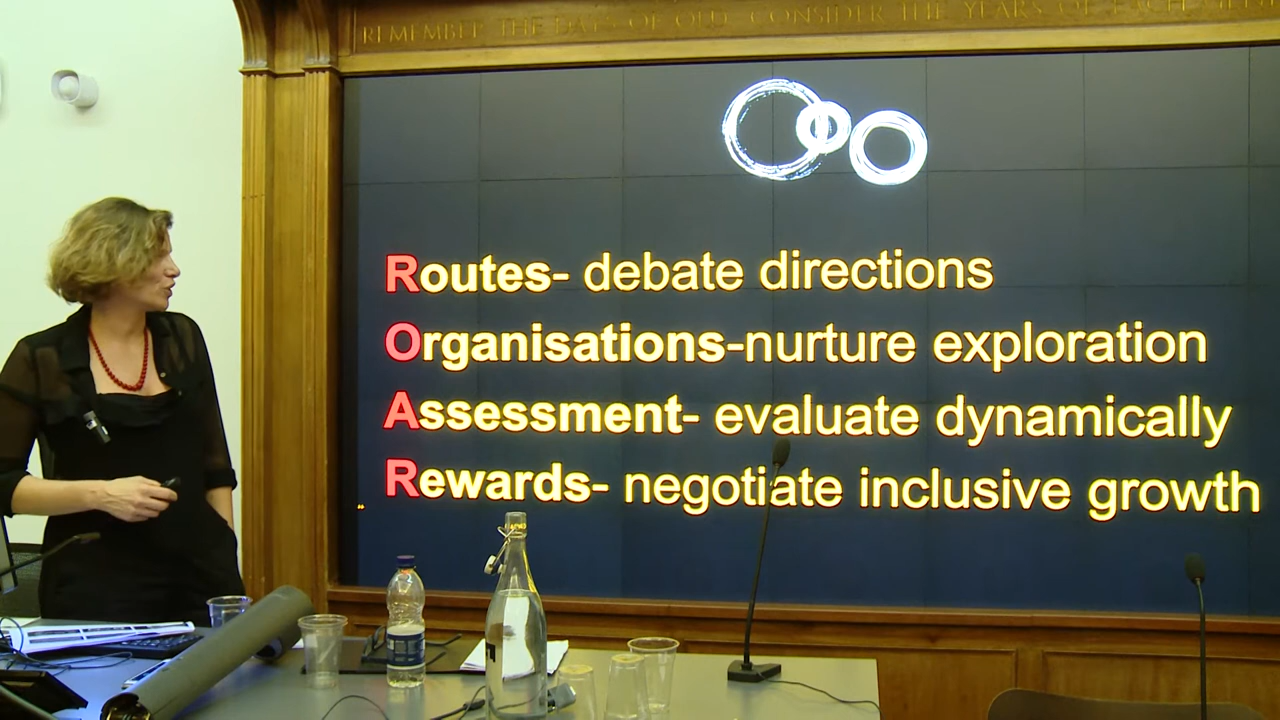 REMEMBER THE DAYS OF OLD CONSIDER THE YEARS OF
Routes- debate directions
Organisations-nurture exploration
Assessment- evaluate dynamically
Rewards- negotiate inclusive growth